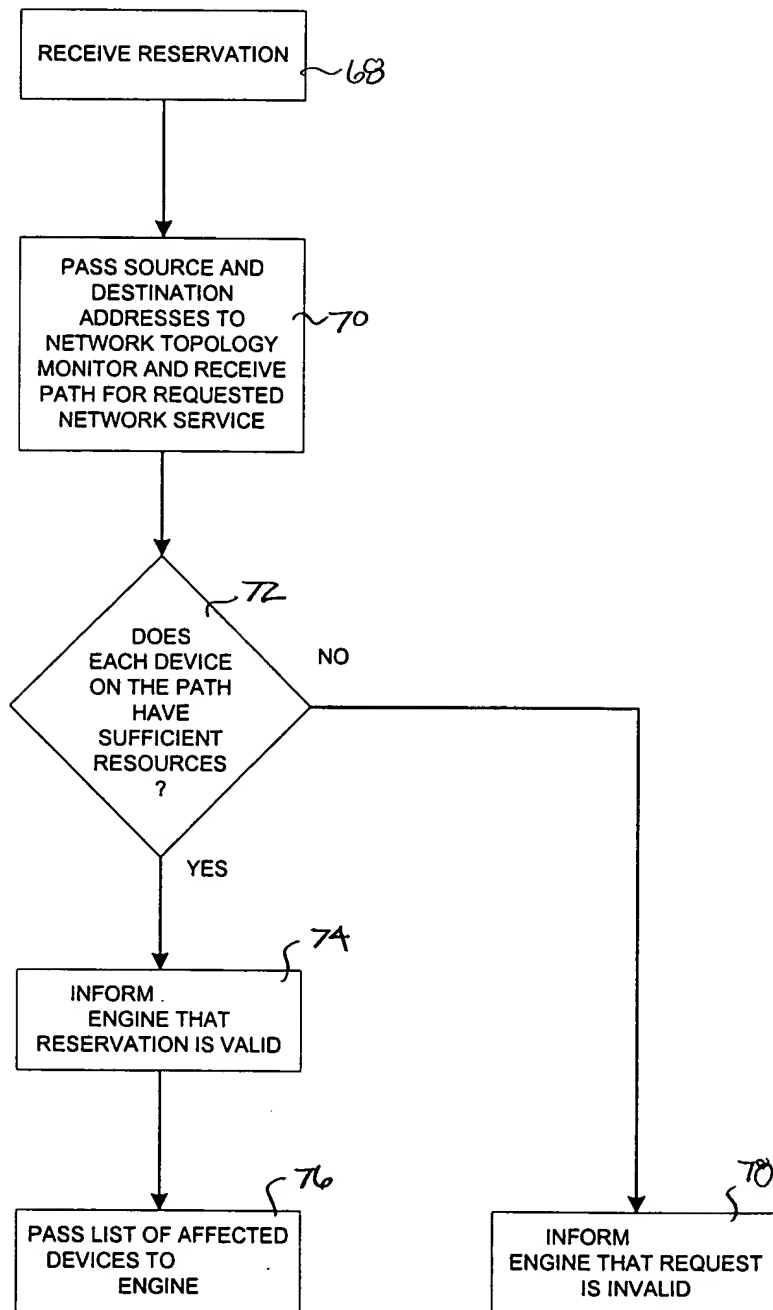 RECEIVE RESERVATION
68
PASS SOURCE AND
DESTINATION
ADDRESSES TO
NETWORK TOPOLOGY
MONITOR AND RECEIVE
PATH FOR REQUESTED
NETWORK SERVICE
70
72
DOES
EACH DEVICE
ON THE PATH
HAVE
SUFFICIENT
RESOURCES
?
NO
YES
74
INFORM
ENGINE THAT
RESERVATION IS VALID
76
PASS LIST OF AFFECTED
DEVICES TO
ENGINE
78
INFORM
ENGINE THAT REQUEST
IS INVALID